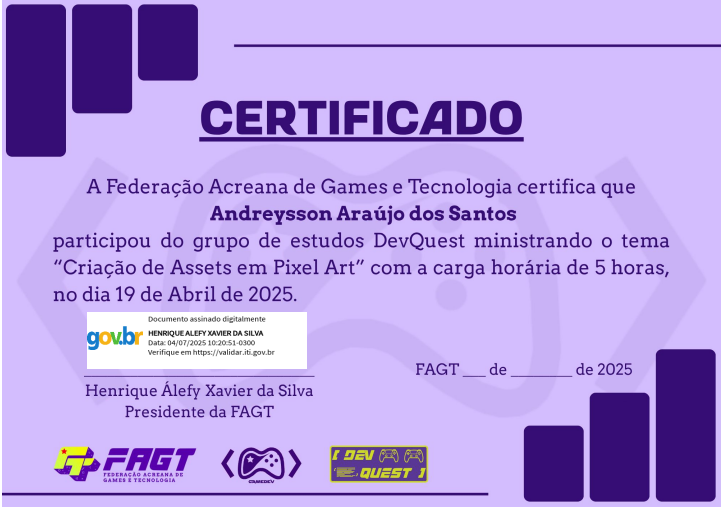 CERTIFICADO
A Federação Acreana de Games e Tecnologia certifica que
Andreysson Araújo dos Santos
participou do grupo de estudos DevQuest ministrando o tema
“Criação de Assets em Pixel Art” com a carga horária de 5 horas,
no dia 19 de Abril de 2025.
gov.br
Documento assinado digitalmente
HENRIQUE ALEFY XAVIER DA SILVA
Data: 04/07/2025 10:20:51-0300
Verifique em https://validar.iti.gov.br
Henrique Álefy Xavier da Silva
Presidente da FAGT
FAGT ___ de ________ de 2025
FAGT
FEDERAÇÃO ACREANA DE
GAMES E TECNOLOGIA
GAMEDEV
[ DEV
QUEST ]